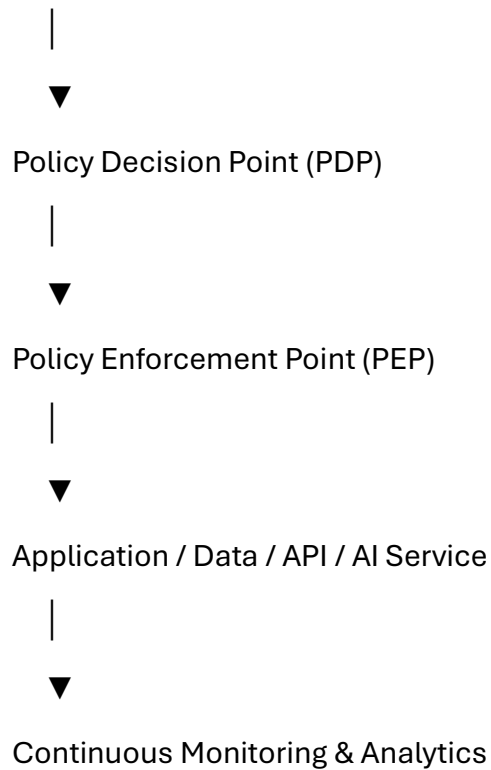 │
▼
Policy Decision Point (PDP)
│
▼
Policy Enforcement Point (PEP)
│
▼
Application / Data / API / AI Service
│
▼
Continuous Monitoring & Analytics